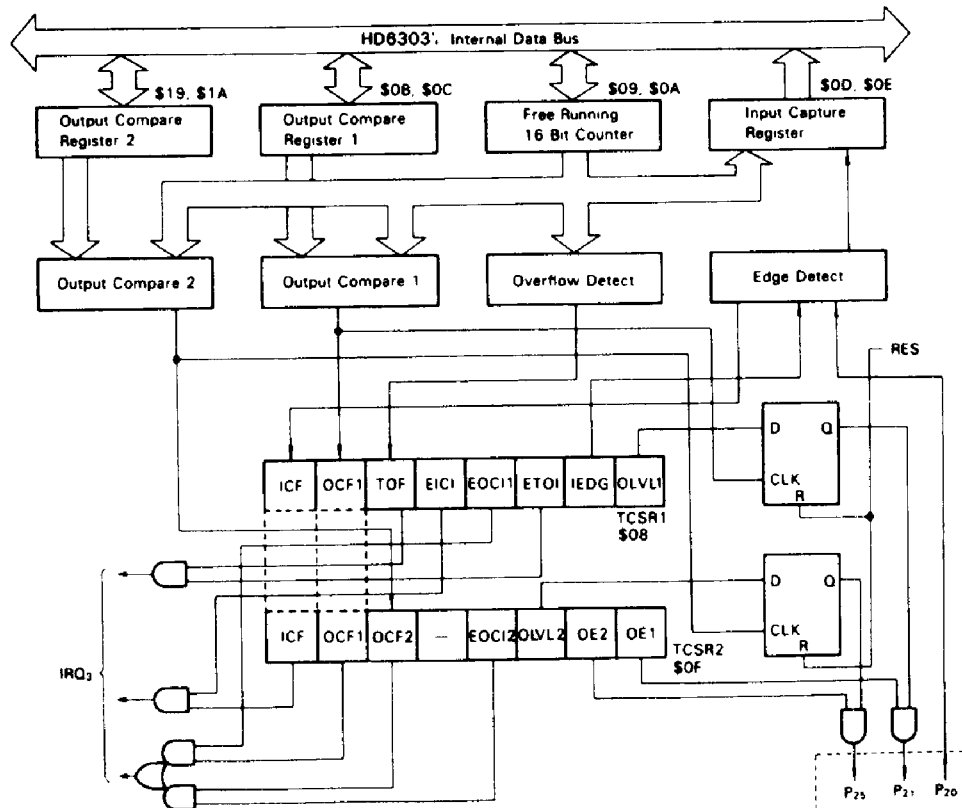 HD6303', Internal Data Bus
$19, $1A
$0B, $0C
$09, $0A
$0D, $0E
Output Compare
Register 2
Output Compare
Register 1
Free Running
16 Bit Counter
Input Capture
Register
Output Compare 2
Output Compare 1
Overflow Detect
Edge Detect
RES
D Q
CLK
R
ICF OCF1 TOF EICI EOCI1 ETOI IEDG OLVL1
TCSR1
$08
D Q
CLK
R
ICF OCF1 OCF2 — EOCI2 OLVL2 OE2 OE1
TCSR2
$0F
IRQ3
P25 P21 P20